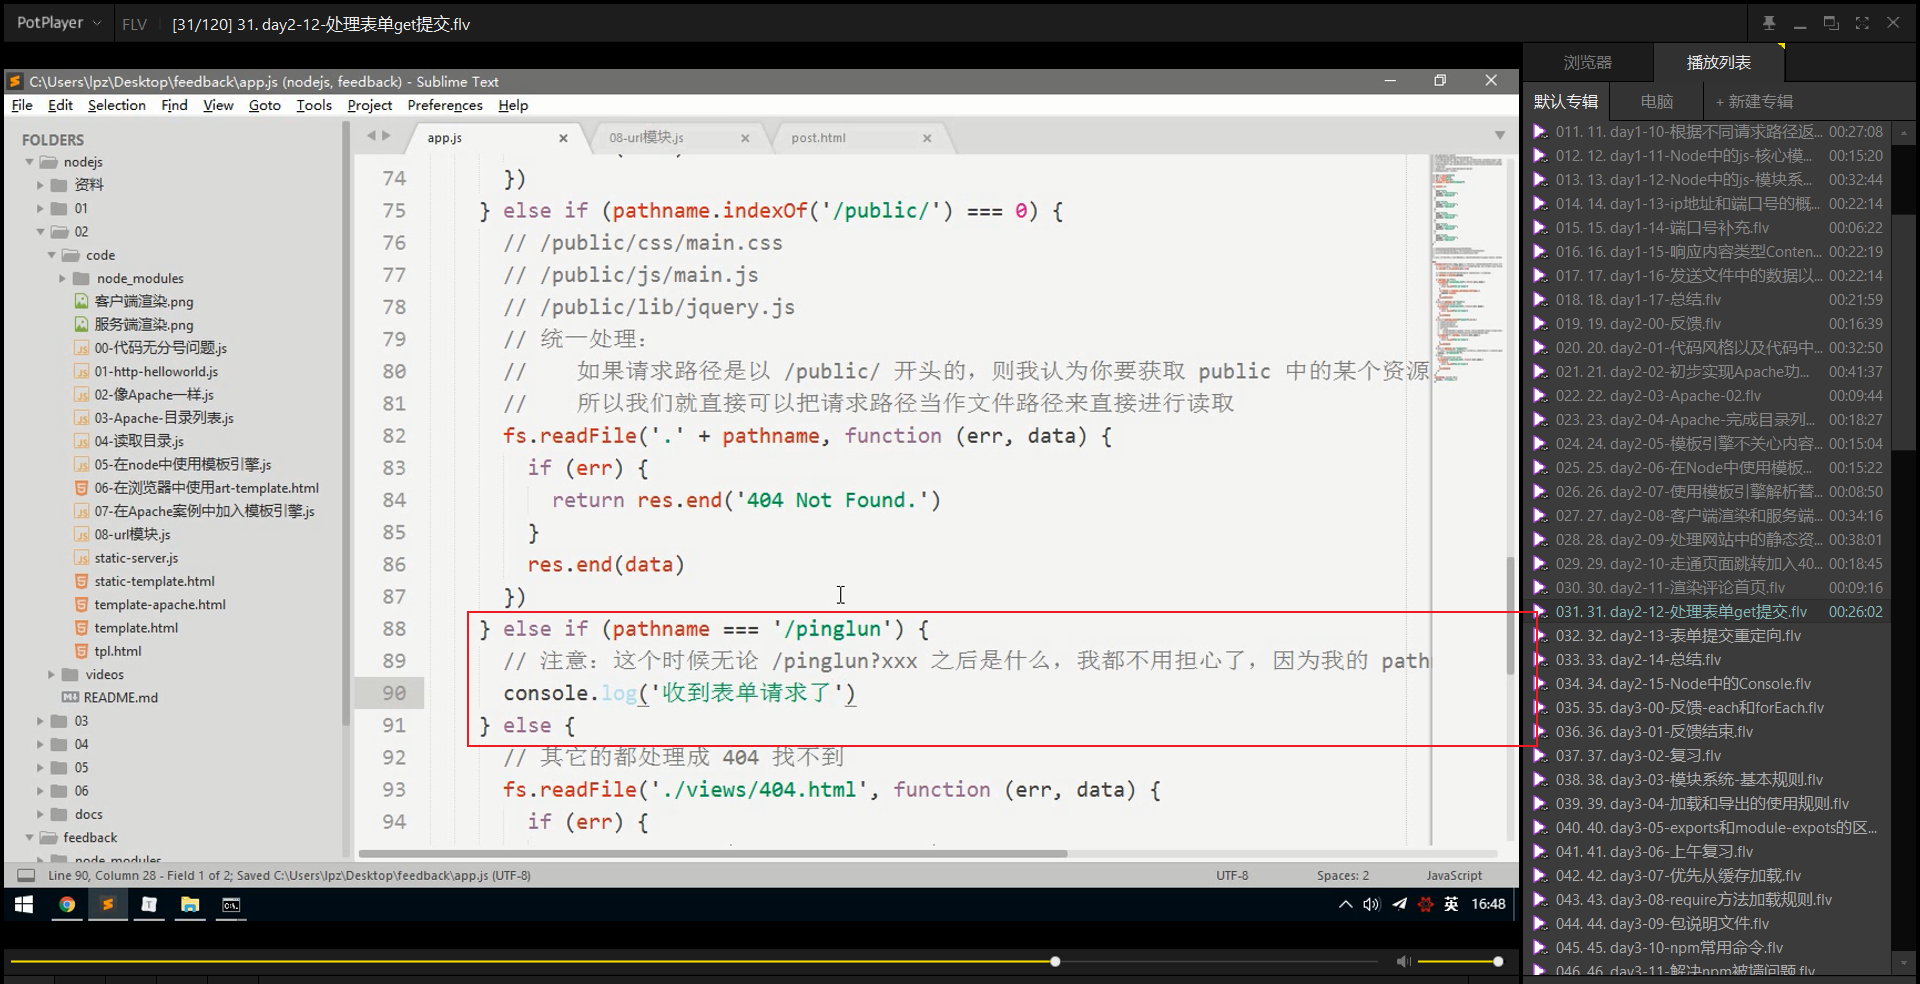 PotPlayer
FLV
[31/120] 31. day2-12-处理表单get提交.flv
C:\Users\lpz\Desktop\feedback\app.js (nodejs, feedback) - Sublime Text
File Edit Selection Find View Goto Tools Project Preferences Help
FOLDERS
nodejs
资料
01
02
code
node_modules
客户端渲染.png
服务端渲染.png
00-代码无分号问题.js
01-http-helloworld.js
02-像Apache一样.js
03-Apache-目录列表.js
04-读取目录.js
05-在node中使用模板引擎.js
06-在浏览器中使用art-template.html
07-在Apache案例中加入模板引擎.js
08-url模块.js
static-server.js
static-template.html
template-apache.html
template.html
tpl.html
videos
README.md
03
04
05
06
docs
feedback
node_modules
app.js
08-url模块.js
post.html
74 })
75 } else if (pathname.indexOf('/public/') === 0) {
76 // /public/css/main.css
77 // /public/js/main.js
78 // /public/lib/jquery.js
79 // 统一处理：
80 // 如果请求路径是以 /public/ 开头的，则我认为你要获取 public 中的某个资源
81 // 所以我们就直接可以把请求路径当作文件路径来直接进行读取
82 fs.readFile('.' + pathname, function (err, data) {
83 if (err) {
84 return res.end('404 Not Found.')
85 }
86 res.end(data)
87 })
88 } else if (pathname === '/pinglun') {
89 // 注意：这个时候无论 /pinglun?xxx 之后是什么，我都不用担心了，因为我的 path
90 console.log('收到表单请求了')
91 } else {
92 // 其它的都处理成 404 找不到
93 fs.readFile('./views/404.html', function (err, data) {
94 if (err) {
Line 90, Column 28 - Field 1 of 2; Saved C:\Users\lpz\Desktop\feedback\app.js (UTF-8)
UTF-8
Spaces: 2
JavaScript
英
16:48
浏览器
播放列表
默认专辑
电脑
+ 新建专辑
011. 11. day1-10-根据不同请求路径返... 00:27:08
012. 12. day1-11-Node中的js-核心模... 00:15:20
013. 13. day1-12-Node中的js-模块系... 00:32:44
014. 14. day1-13-ip地址和端口号的概... 00:22:14
015. 15. day1-14-端口号补充.flv 00:06:22
016. 16. day1-15-响应内容类型Conten... 00:22:19
017. 17. day1-16-发送文件中的数据以... 00:22:14
018. 18. day1-17-总结.flv 00:21:59
019. 19. day2-00-反馈.flv 00:16:39
020. 20. day2-01-代码风格以及代码中... 00:32:50
021. 21. day2-02-初步实现Apache功... 00:41:37
022. 22. day2-03-Apache-02.flv 00:09:44
023. 23. day2-04-Apache-完成目录列... 00:18:27
024. 24. day2-05-模板引擎不关心内容... 00:15:04
025. 25. day2-06-在Node中使用模板... 00:15:22
026. 26. day2-07-使用模板引擎解析替... 00:08:50
027. 27. day2-08-客户端渲染和服务端... 00:34:16
028. 28. day2-09-处理网站中的静态资... 00:38:01
029. 29. day2-10-走通页面跳转加入40... 00:18:45
030. 30. day2-11-渲染评论首页.flv 00:09:16
031. 31. day2-12-处理表单get提交.flv 00:26:02
032. 32. day2-13-表单提交重定向.flv
033. 33. day2-14-总结.flv
034. 34. day2-15-Node中的Console.flv
035. 35. day3-00-反馈-each和forEach.flv
036. 36. day3-01-反馈结束.flv
037. 37. day3-02-复习.flv
038. 38. day3-03-模块系统-基本规则.flv
039. 39. day3-04-加载和导出的使用规则.flv
040. 40. day3-05-exports和module-expots的区...
041. 41. day3-06-上午复习.flv
042. 42. day3-07-优先从缓存加载.flv
043. 43. day3-08-require方法加载规则.flv
044. 44. day3-09-包说明文件.flv
045. 45. day3-10-npm常用命令.flv
046. 46. day3-11-解决npm被墙问题.flv